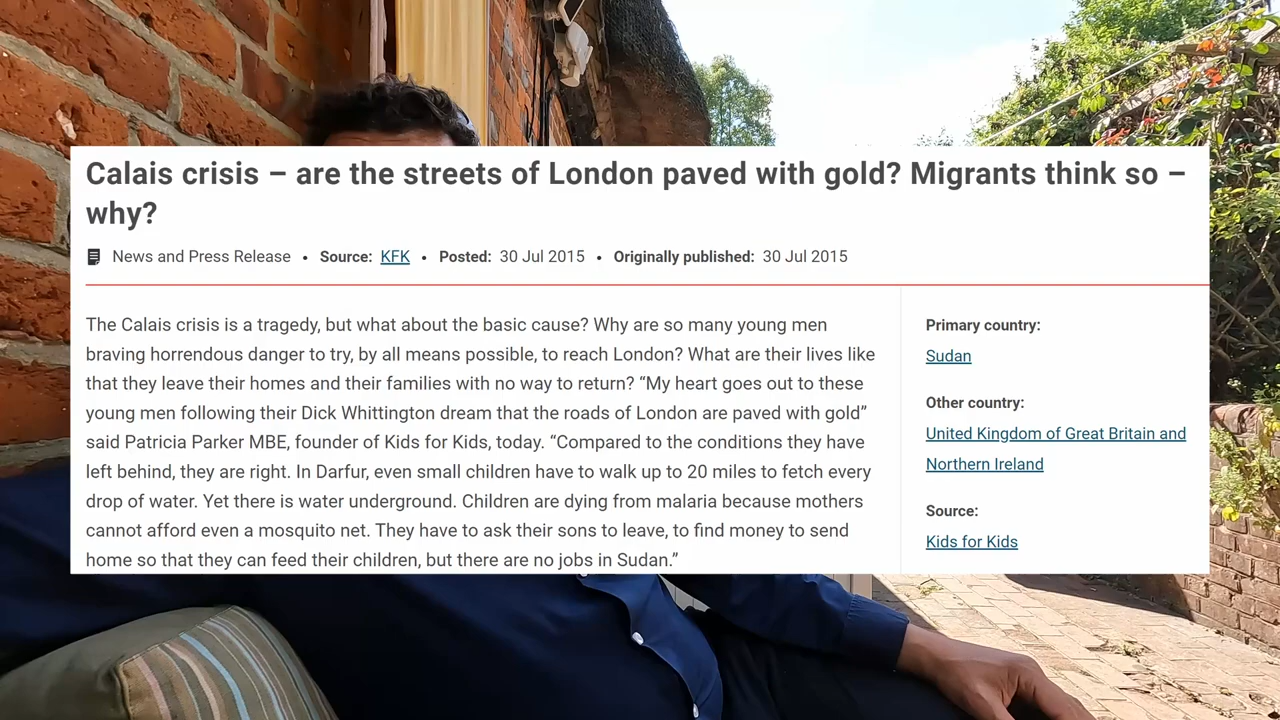 Calais crisis – are the streets of London paved with gold? Migrants think so –
why?
News and Press Release • Source: KFK • Posted: 30 Jul 2015 • Originally published: 30 Jul 2015
The Calais crisis is a tragedy, but what about the basic cause? Why are so many young men
braving horrendous danger to try, by all means possible, to reach London? What are their lives like
that they leave their homes and their families with no way to return? “My heart goes out to these
young men following their Dick Whittington dream that the roads of London are paved with gold”
said Patricia Parker MBE, founder of Kids for Kids, today. “Compared to the conditions they have
left behind, they are right. In Darfur, even small children have to walk up to 20 miles to fetch every
drop of water. Yet there is water underground. Children are dying from malaria because mothers
cannot afford even a mosquito net. They have to ask their sons to leave, to find money to send
home so that they can feed their children, but there are no jobs in Sudan.”
Primary country:
Sudan
Other country:
United Kingdom of Great Britain and
Northern Ireland
Source:
Kids for Kids